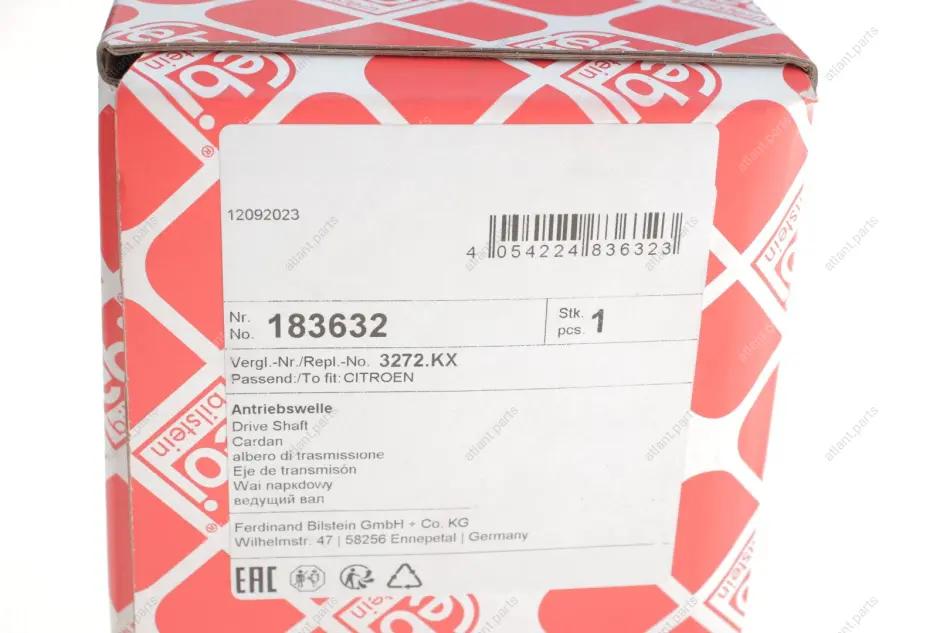 12092023
4 054224 836323
Nr.
No. 183632
Stk.
pcs. 1
Vergl.-Nr./Repl.-No. 3272.KX
Passend:/To fit: CITROEN
Antriebswelle
Drive Shaft
Cardan
albero di trasmissione
Eje de transmisón
Wai napkdowy
ведущий вал
Ferdinand Bilstein GmbH + Co. KG
Wilhelmstr. 47 | 58256 Ennepetal | Germany
EAC
febi
bilstein
atlant.parts